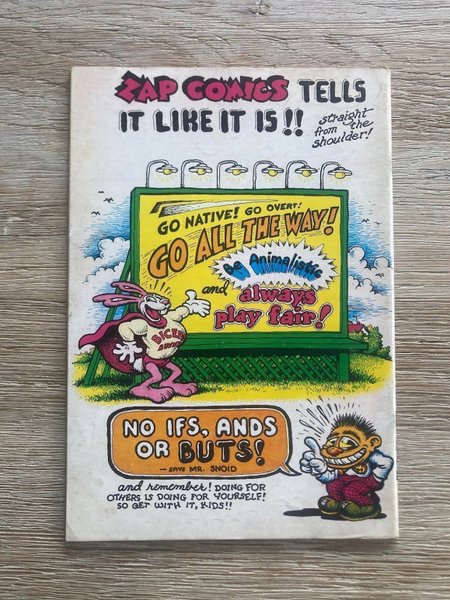 ZAP COMICS TELLS
IT LIKE IT IS!!
straight
from the
shoulder!
GO NATIVE! GO OVERT!
GO ALL THE WAY!
Be Animalistic
and always
play fair!
NO IFS, ANDS
OR BUTS!
— SAYS MR. SNOID
and remember! DOING FOR
OTHERS IS DOING FOR YOURSELF!
SO GET WITH IT, KIDS!!